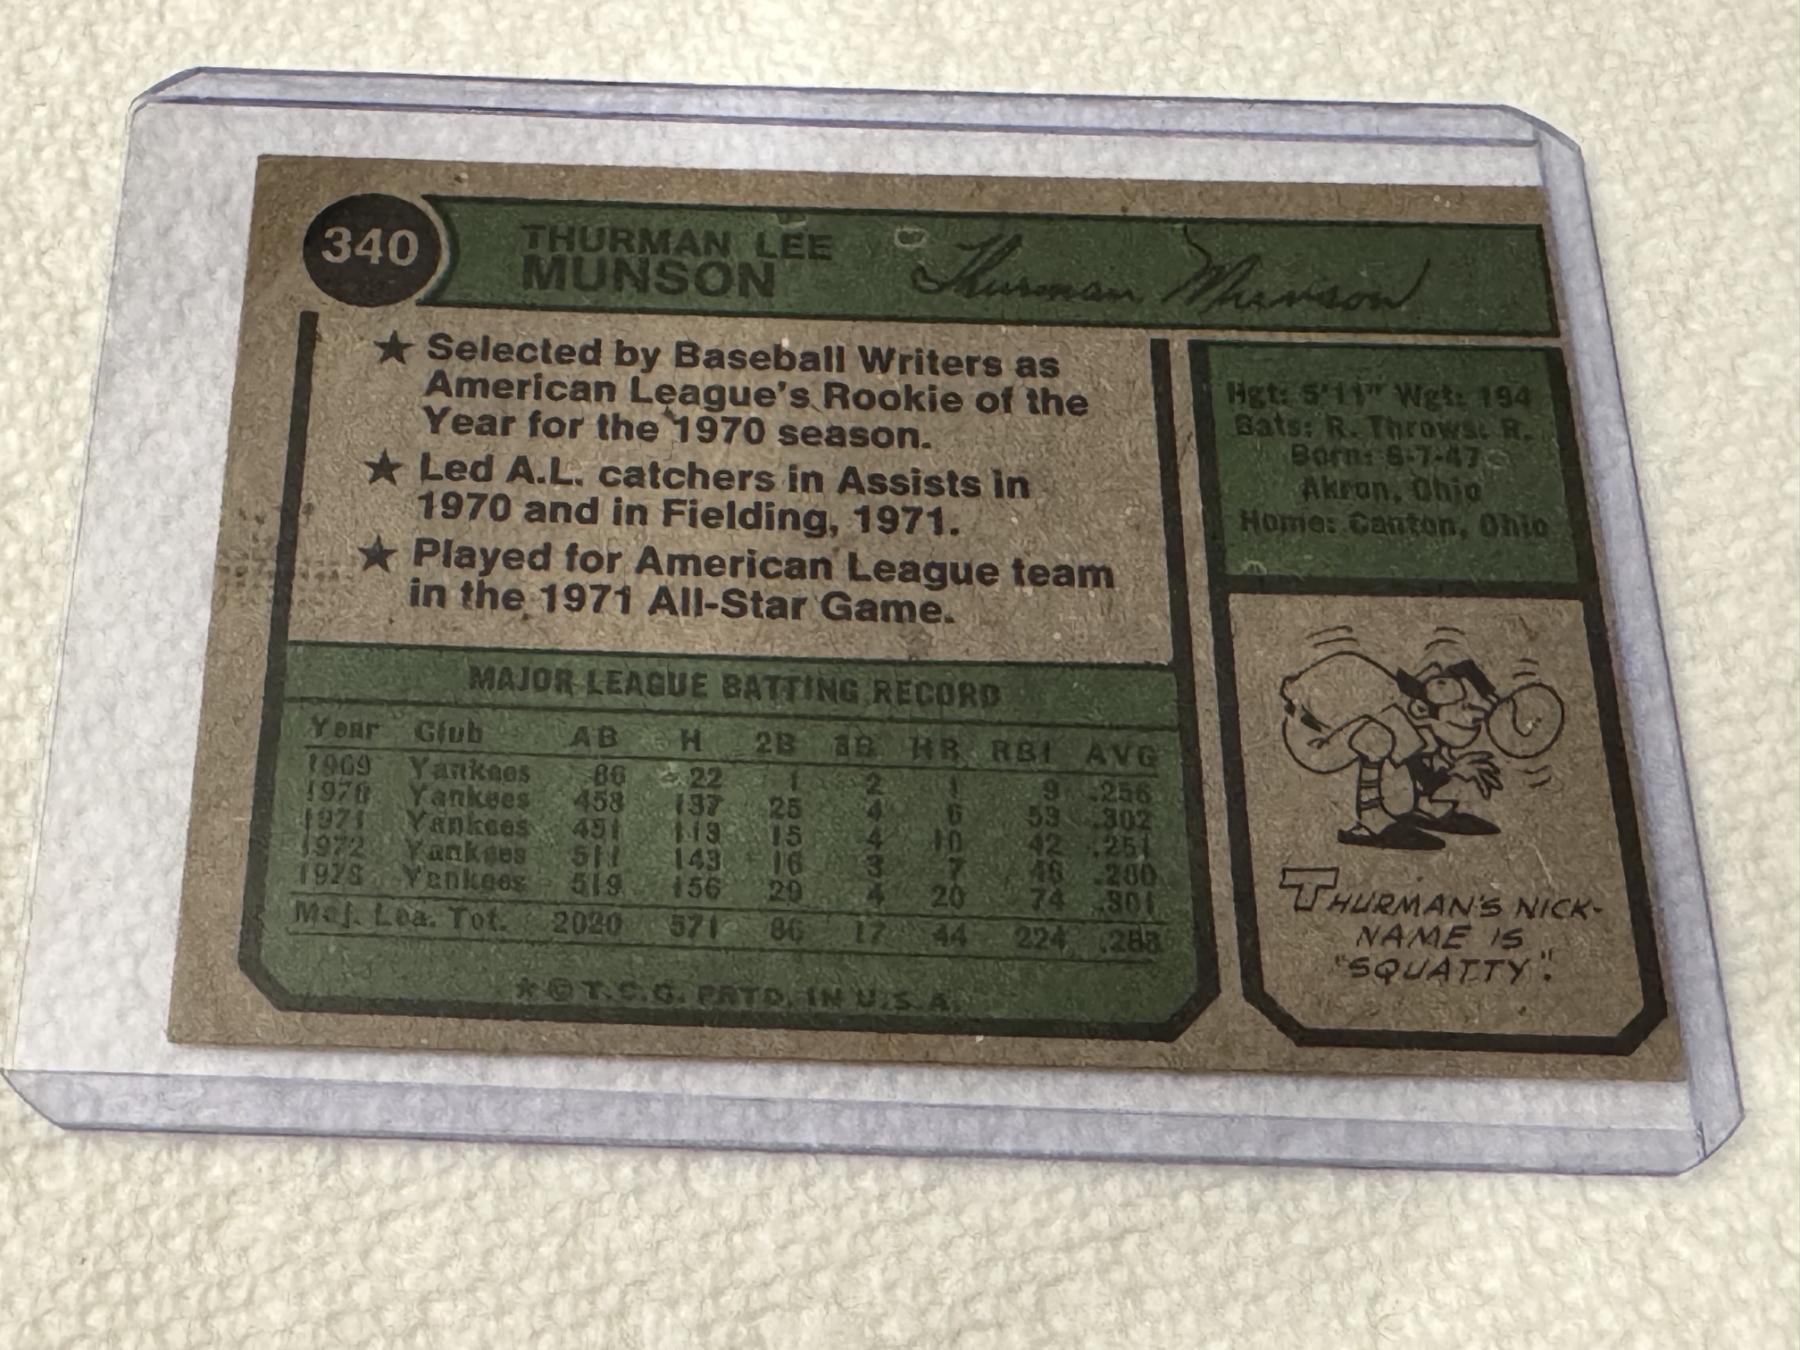 340
THURMAN LEE
MUNSON
Thurman Munson
★ Selected by Baseball Writers as
American League's Rookie of the
Year for the 1970 season.
★ Led A.L. catchers in Assists in
1970 and in Fielding, 1971.
★ Played for American League team
in the 1971 All-Star Game.
Hgt: 5'11" Wgt: 194
Bats: R. Throws: R.
Born: 6-7-47
Akron, Ohio
Home: Canton, Ohio
MAJOR LEAGUE BATTING RECORD
Year Club AB H 2B 3B HR RBI AVG
1969 Yankees 86 22 1 2 1 9 .256
1970 Yankees 453 137 25 4 6 53 .302
1971 Yankees 451 113 15 4 10 42 .251
1972 Yankees 511 143 16 3 7 46 .280
1973 Yankees 519 156 29 4 20 74 .301
Maj. Lea. Tot. 2020 571 86 17 44 224 .283
★ © T.C.G. PRTD. IN U.S.A.
THURMAN'S NICK-
NAME IS
"SQUATTY".